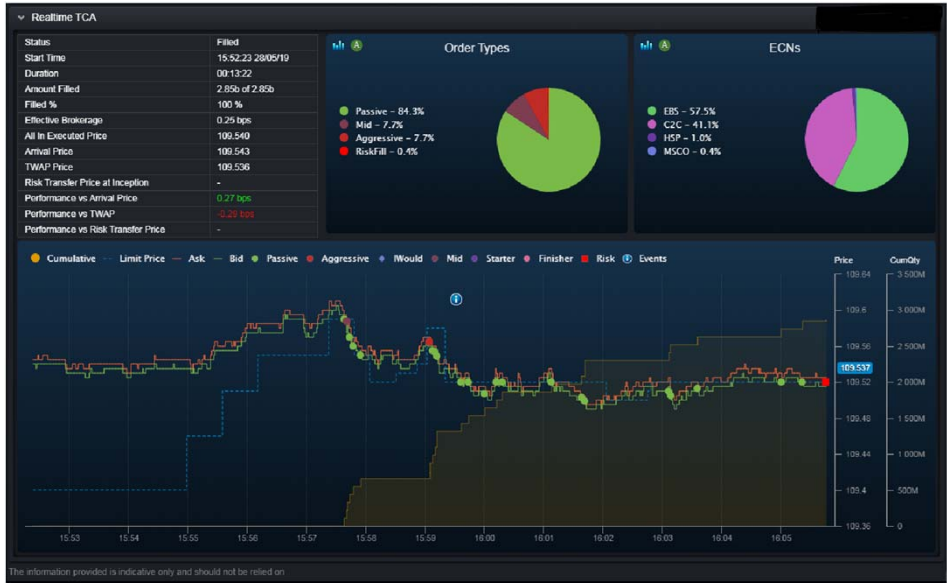 Realtime TCA
Status Filled
Start Time 15:52:23 28/05/19
Duration 00:13:22
Amount Filled 2.85b of 2.85b
Filled % 100 %
Effective Brokerage 0.25 bps
All In Executed Price 109.540
Arrival Price 109.543
TWAP Price 109.536
Risk Transfer Price at Inception -
Performance vs Arrival Price 0.27 bps
Performance vs TWAP -0.29 bps
Performance vs Risk Transfer Price -
A Order Types
Passive - 84.3%
Mid - 7.7%
Aggressive - 7.7%
RiskFill - 0.4%
A ECNs
EBS - 57.5%
C2C - 41.1%
HSP - 1.0%
MSCO - 0.4%
Cumulative Limit Price Ask Bid Passive Aggressive IWould Mid Starter Finisher Risk Events
Price CumQty
109.64 3 500M
109.6 3 000M
109.56 2 500M
109.537
109.52 2 000M
109.48 1 500M
109.44 1 000M
109.4 500M
109.36 0
15:53 15:54 15:55 15:56 15:57 15:58 15:59 16:00 16:01 16:02 16:03 16:04 16:05
The information provided is indicative only and should not be relied on